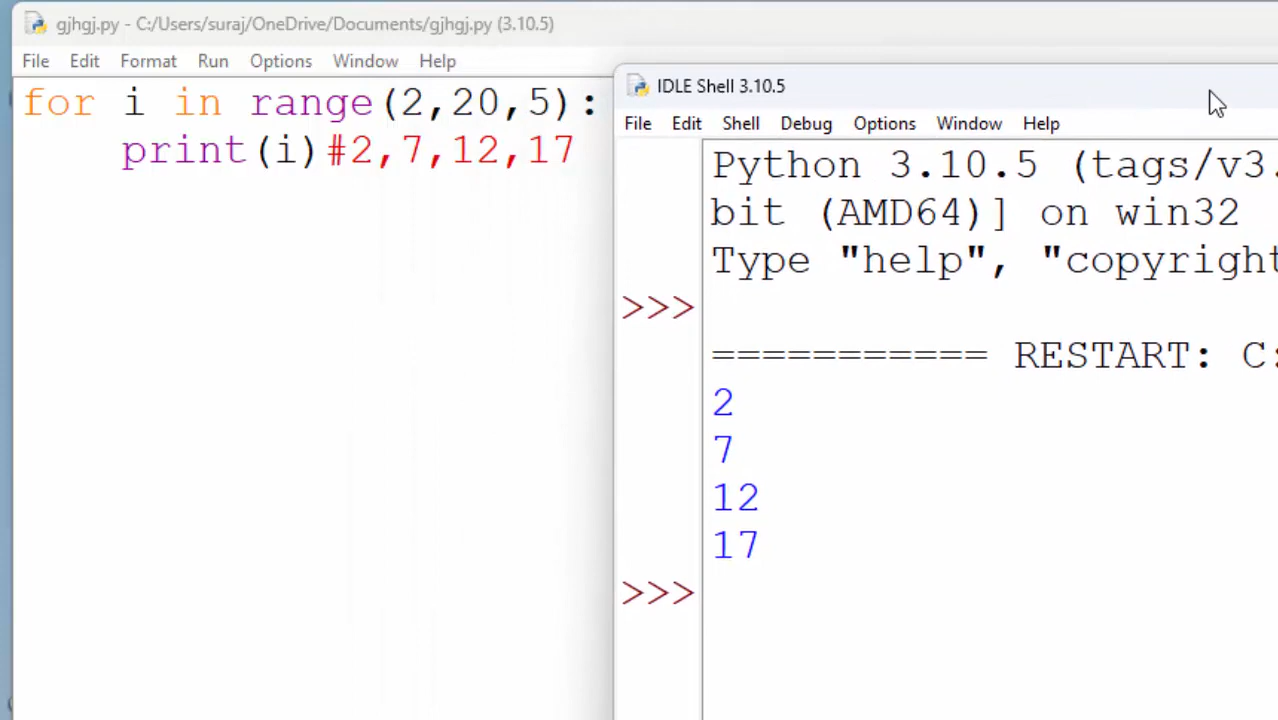 gjhgj.py - C:/Users/suraj/OneDrive/Documents/gjhgj.py (3.10.5)
File Edit Format Run Options Window Help
for i in range(2,20,5):
    print(i)#2,7,12,17
IDLE Shell 3.10.5
File Edit Shell Debug Options Window Help
Python 3.10.5 (tags/v3.
bit (AMD64)] on win32
Type "help", "copyright
>>>
=========== RESTART: C:
2
7
12
17
>>>